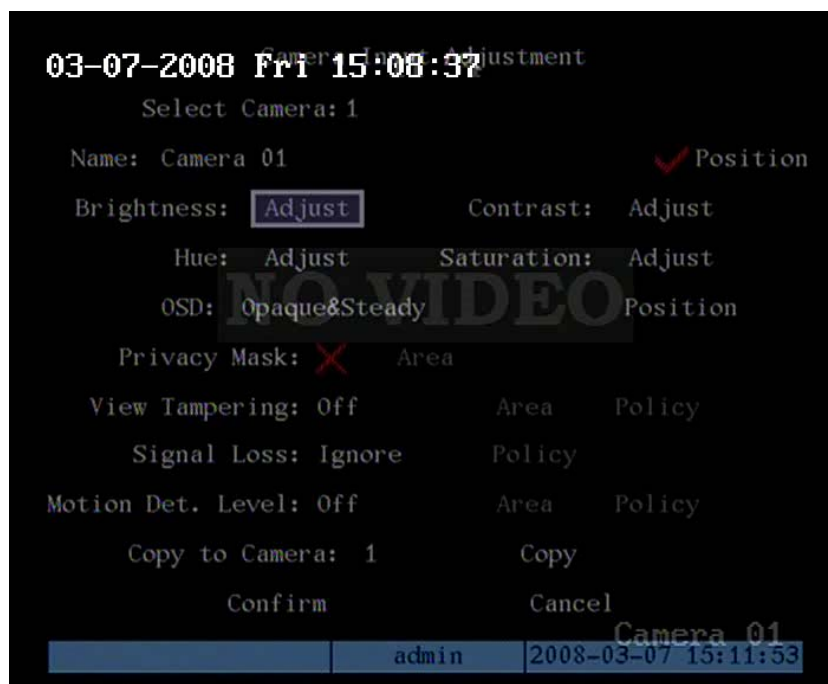 Camera Input Adjustment
03-07-2008 Fri 15:08:37
Select Camera: 1
Name: Camera 01 Position
Brightness: Adjust Contrast: Adjust
Hue: Adjust Saturation: Adjust
NO VIDEO
OSD: Opaque&Steady Position
Privacy Mask: Area
View Tampering: Off Area Policy
Signal Loss: Ignore Policy
Motion Det. Level: Off Area Policy
Copy to Camera: 1 Copy
Confirm Cancel
Camera 01
admin 2008-03-07 15:11:53